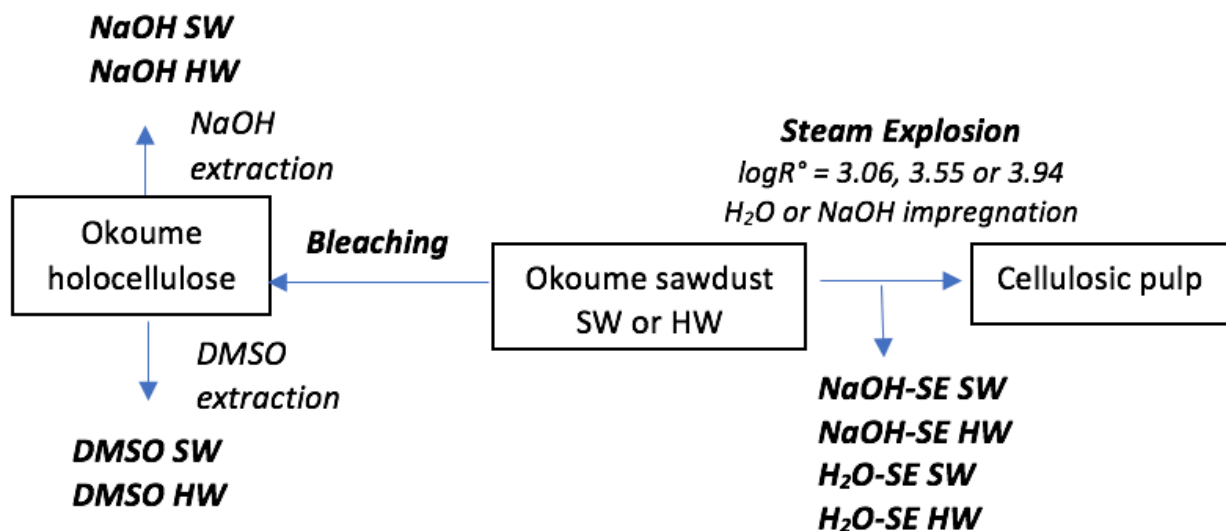 NaOH SW
NaOH HW
NaOH
extraction
Okoume
holocellulose
DMSO
extraction
DMSO SW
DMSO HW
Bleaching
Okoume sawdust
SW or HW
Steam Explosion
logR° = 3.06, 3.55 or 3.94
H₂O or NaOH impregnation
Cellulosic pulp
NaOH-SE SW
NaOH-SE HW
H₂O-SE SW
H₂O-SE HW